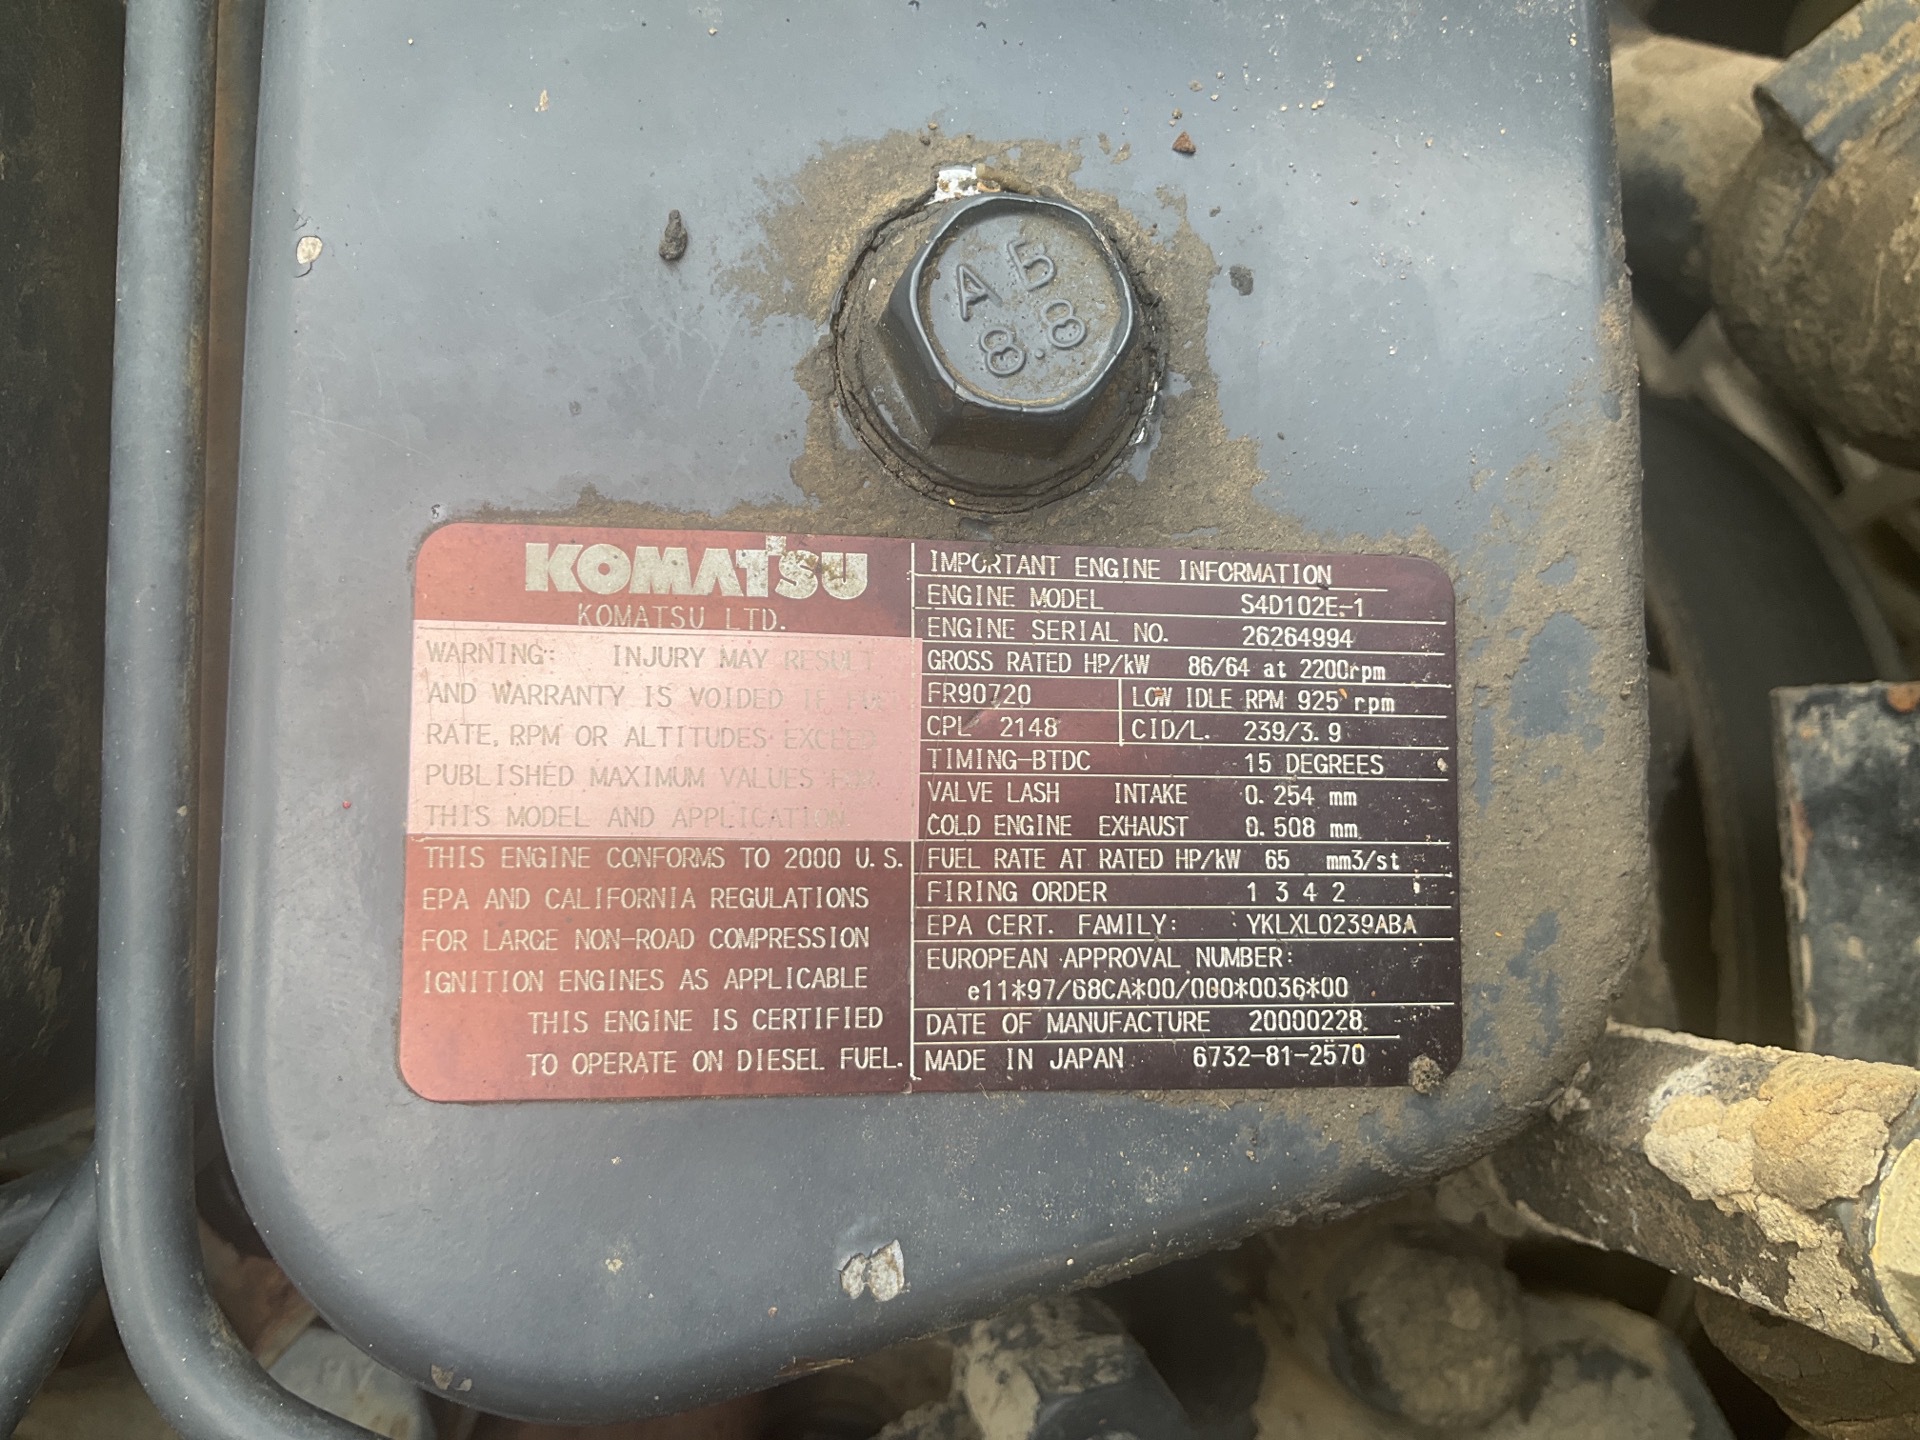 A h
8.8
KOMATSU
KOMATSU LTD.
WARNING: INJURY MAY RESULT
AND WARRANTY IS VOIDED IF FUEL
RATE, RPM OR ALTITUDES EXCEED
PUBLISHED MAXIMUM VALUES FOR
THIS MODEL AND APPLICATION
THIS ENGINE CONFORMS TO 2000 U.S.
EPA AND CALIFORNIA REGULATIONS
FOR LARGE NON-ROAD COMPRESSION
IGNITION ENGINES AS APPLICABLE
THIS ENGINE IS CERTIFIED
TO OPERATE ON DIESEL FUEL.
IMPORTANT ENGINE INFORMATION
ENGINE MODEL S4D102E-1
ENGINE SERIAL NO. 26264994
GROSS RATED HP/kW 86/64 at 2200rpm
FR90720 LOW IDLE RPM 925 rpm
CPL 2148 CID/L. 239/3.9
TIMING-BTDC 15 DEGREES
VALVE LASH INTAKE 0.254 mm
COLD ENGINE EXHAUST 0.508 mm
FUEL RATE AT RATED HP/kW 65 mm3/st
FIRING ORDER 1 3 4 2
EPA CERT. FAMILY: YKLXL0239ABA
EUROPEAN APPROVAL NUMBER:
e11*97/68CA*00/000*0036*00
DATE OF MANUFACTURE 20000228
MADE IN JAPAN 6732-81-2570